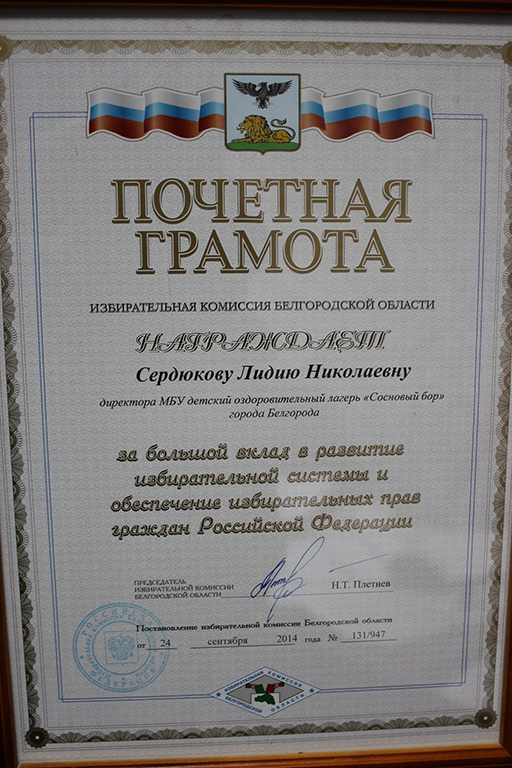 ПОЧЕТНАЯ
ГРАМОТА
ИЗБИРАТЕЛЬНАЯ КОМИССИЯ БЕЛГОРОДСКОЙ ОБЛАСТИ
НАГРАЖДАЕТ
Сердюкову Лидию Николаевну
директора МБУ детский оздоровительный лагерь «Сосновый бор»
города Белгорода
за большой вклад в развитие
избирательной системы и
обеспечение избирательных прав
граждан Российской Федерации
ПРЕДСЕДАТЕЛЬ
ИЗБИРАТЕЛЬНОЙ КОМИССИИ
БЕЛГОРОДСКОЙ ОБЛАСТИ
Н.Т. Плетнев
Постановление избирательной комиссии Белгородской области
от 24 сентября 2014 года № 131/947
ИЗБИРАТЕЛЬНАЯ КОМИССИЯ
БЕЛГОРОДСКОЙ ОБЛАСТИ